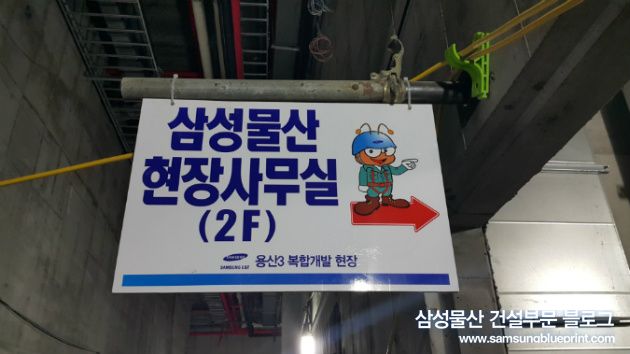 삼성물산
현장사무실
(2F)
SAMSUNG
SAMSUNG C&T
용산3 복합개발 현장
삼성물산 건설부문 블로그
www.samsungblueprint.com